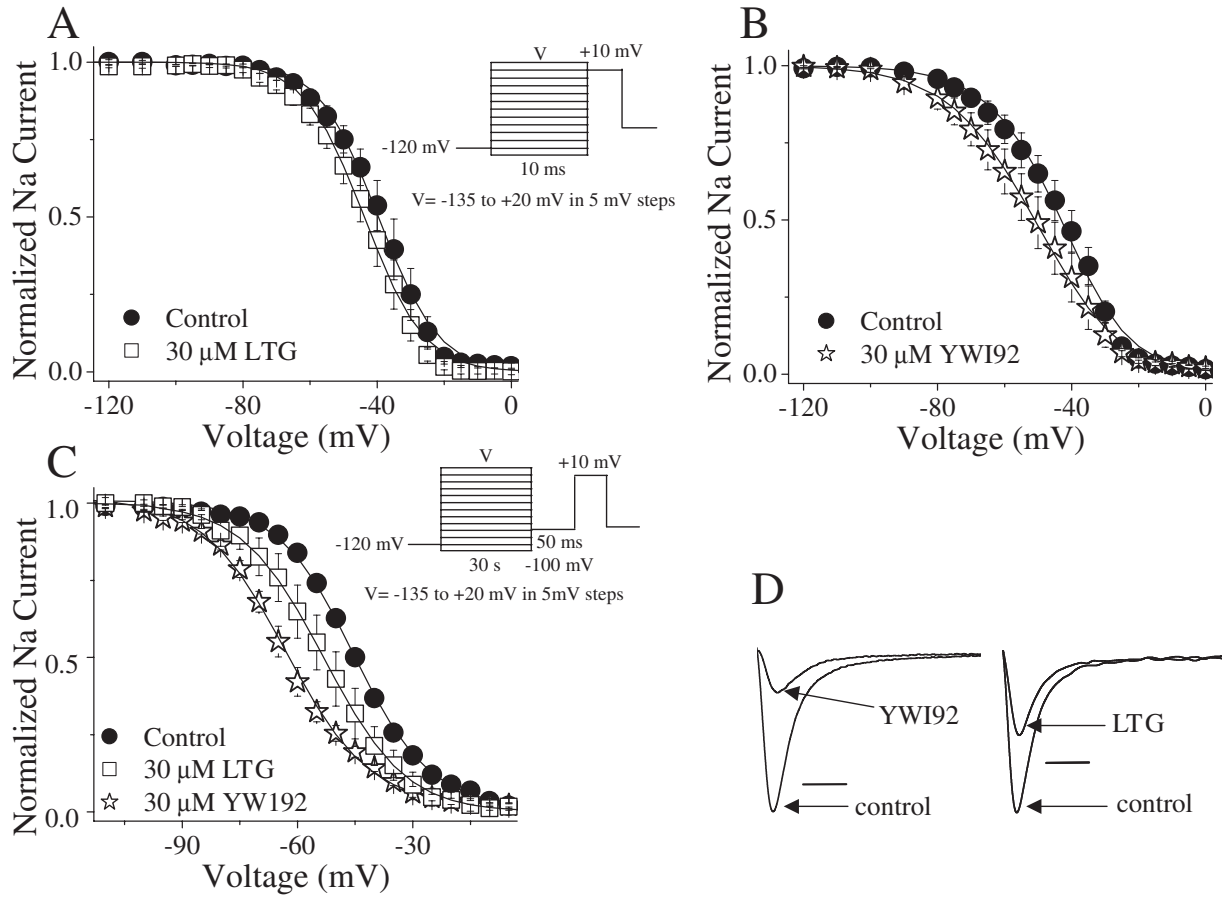 A
Normalized Na Current
1.0
0.5
0.0
-120
-80
-40
0
Voltage (mV)
Control
30 µM LTG
V
+10 mV
-120 mV
10 ms
V= -135 to +20 mV in 5 mV steps
B
Normalized Na Current
1.0
0.5
0.0
-120
-80
-40
0
Voltage (mV)
Control
30 µM YWI92
C
Normalized Na Current
1.0
0.5
0.0
-90
-60
-30
Voltage (mV)
Control
30 µM LTG
30 µM YW192
V
+10 mV
-120 mV
50 ms
30 s
-100 mV
V= -135 to +20 mV in 5mV steps
D
YWI92
control
LTG
control